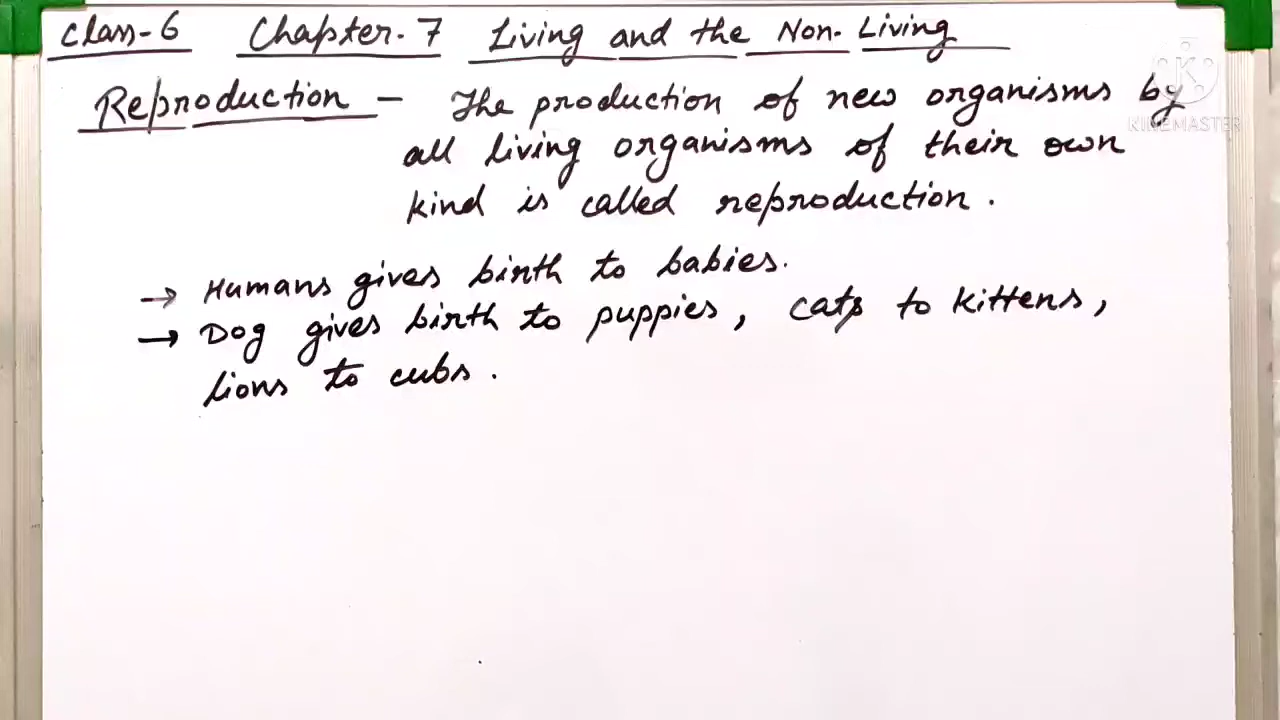 Class-6 Chapter-7 Living and the Non-Living
Reproduction - The production of new organisms by
all living organisms of their own
kind is called reproduction.
→ Humans gives birth to babies.
→ Dog gives birth to puppies, cats to kittens,
lions to cubs.
K
KINEMASTER